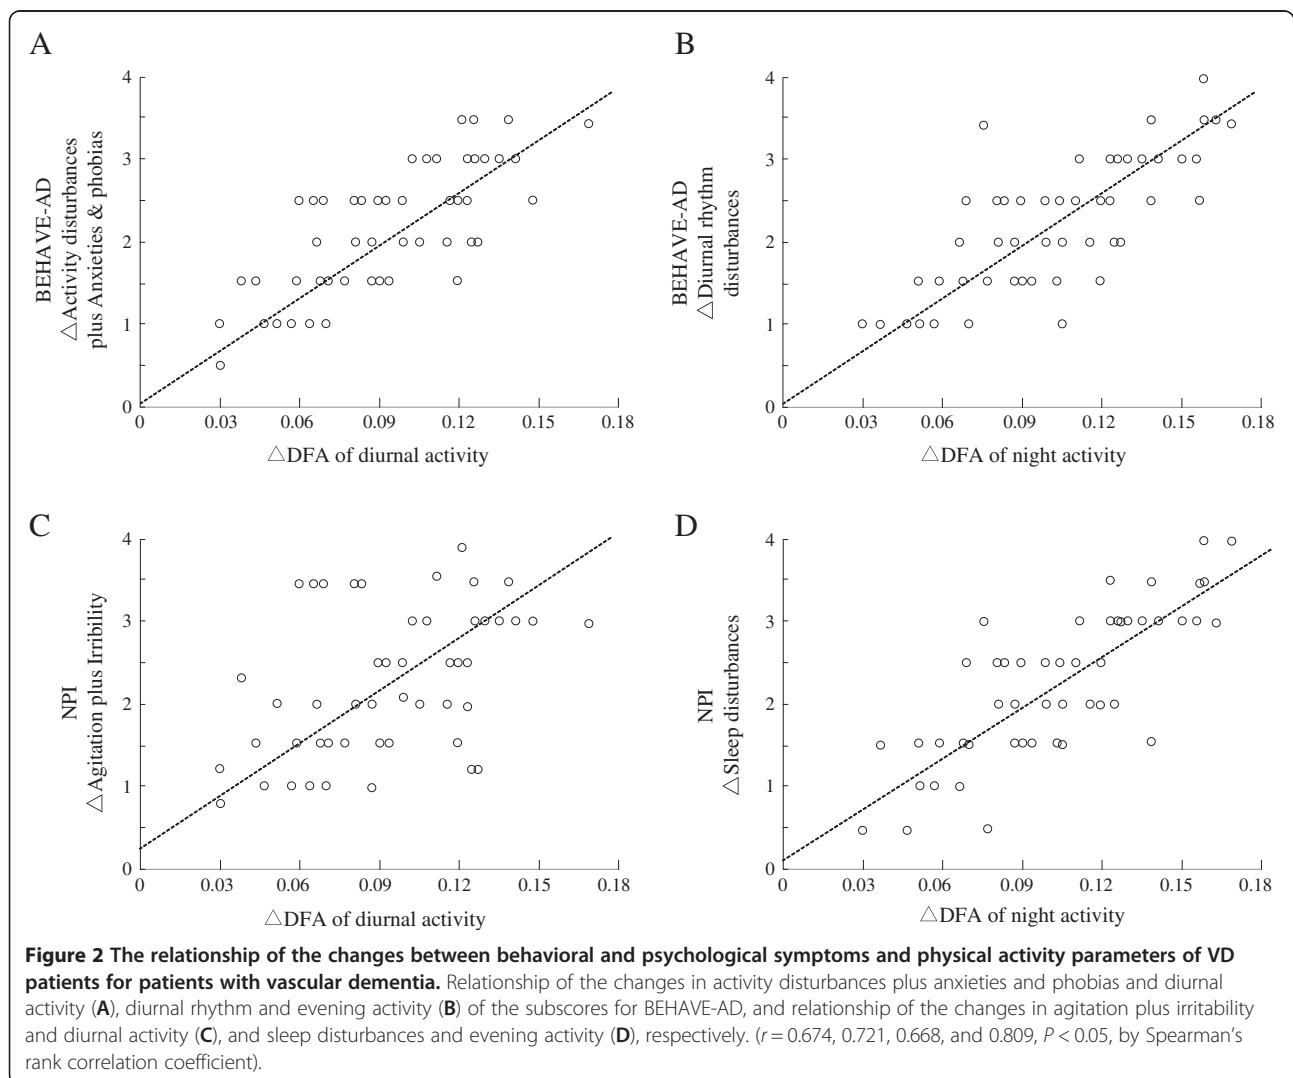 A
4
3
2
1
0
BEHAVE-AD
△Activity disturbances
plus Anxieties & phobias
0 0.03 0.06 0.09 0.12 0.15 0.18
△DFA of diurnal activity
B
4
3
2
1
0
BEHAVE-AD
△Diurnal rhythm
disturbances
0 0.03 0.06 0.09 0.12 0.15 0.18
△DFA of night activity
C
4
3
2
1
0
NPI
△Agitation plus Irribility
0 0.03 0.06 0.09 0.12 0.15 0.18
△DFA of diurnal activity
D
4
3
2
1
0
NPI
△Sleep disturbances
0 0.03 0.06 0.09 0.12 0.15 0.18
△DFA of night activity
Figure 2 The relationship of the changes between behavioral and psychological symptoms and physical activity parameters of VD
patients for patients with vascular dementia. Relationship of the changes in activity disturbances plus anxieties and phobias and diurnal
activity (A), diurnal rhythm and evening activity (B) of the subscores for BEHAVE-AD, and relationship of the changes in agitation plus irritability
and diurnal activity (C), and sleep disturbances and evening activity (D), respectively. (r = 0.674, 0.721, 0.668, and 0.809, P < 0.05, by Spearman's
rank correlation coefficient).